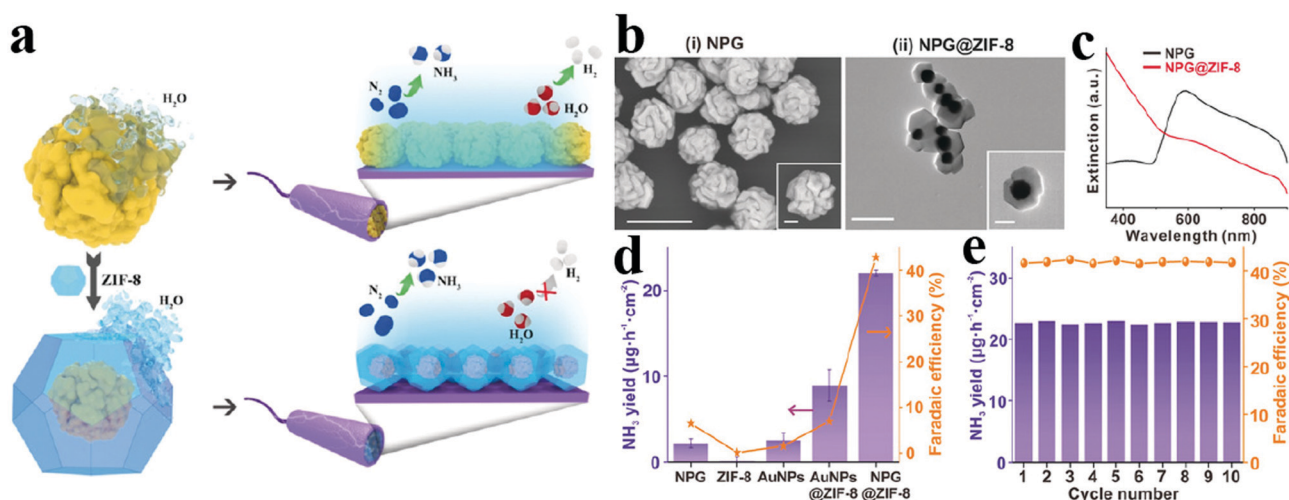 a
H₂O
ZIF-8
H₂O
N₂
NH₃
H₂
H₂O
N₂
NH₃
H₂
H₂O
b
(i) NPG
(ii) NPG@ZIF-8
c
NPG
NPG@ZIF-8
Extinction (a.u.)
400
600
800
Wavelength (nm)
d
NH₃ yield (µg·h⁻¹·cm⁻²)
20
10
0
Faradaic efficiency (%)
40
30
20
10
0
NPG
ZIF-8
AuNPs
AuNPs
@ZIF-8
NPG
@ZIF-8
e
NH₃ yield (µg·h⁻¹·cm⁻²)
30
20
10
0
Faradaic efficiency (%)
40
30
20
10
0
1 2 3 4 5 6 7 8 9 10
Cycle number